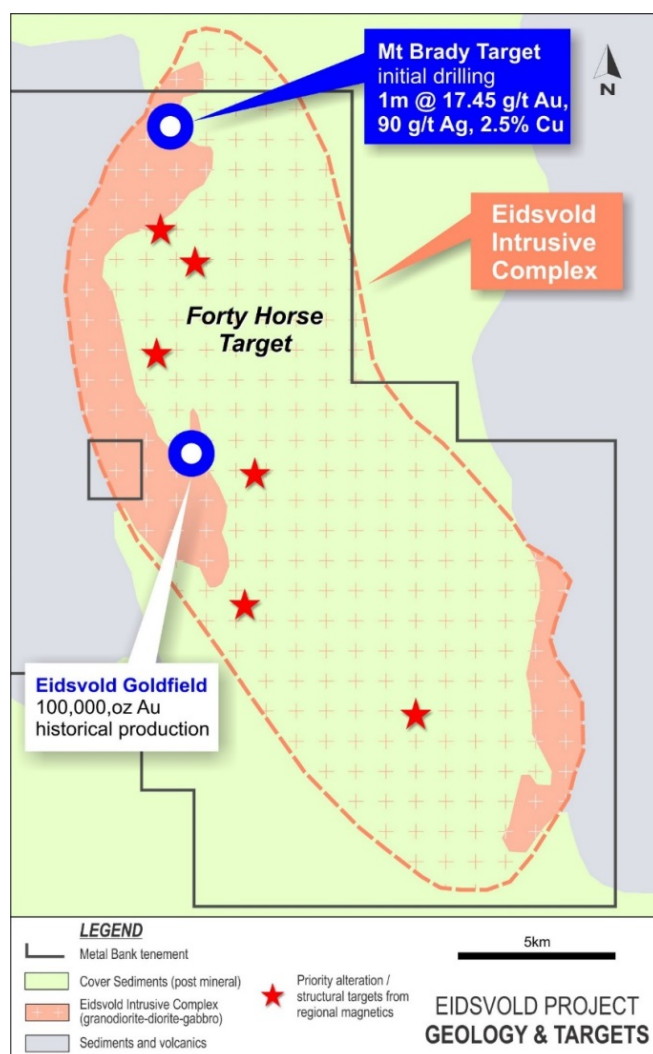 Mt Brady Target
initial drilling
1m @ 17.45 g/t Au,
90 g/t Ag, 2.5% Cu
N
Eidsvold
Intrusive
Complex
Forty Horse
Target
Eidsvold Goldfield
100,000,oz Au
historical production
LEGEND
Metal Bank tenement
Cover Sediments (post mineral)
Eidsvold Intrusive Complex
(granodiorite-diorite-gabbro)
Sediments and volcanics
Priority alteration /
structural targets from
regional magnetics
5km
EIDSVOLD PROJECT
GEOLOGY & TARGETS